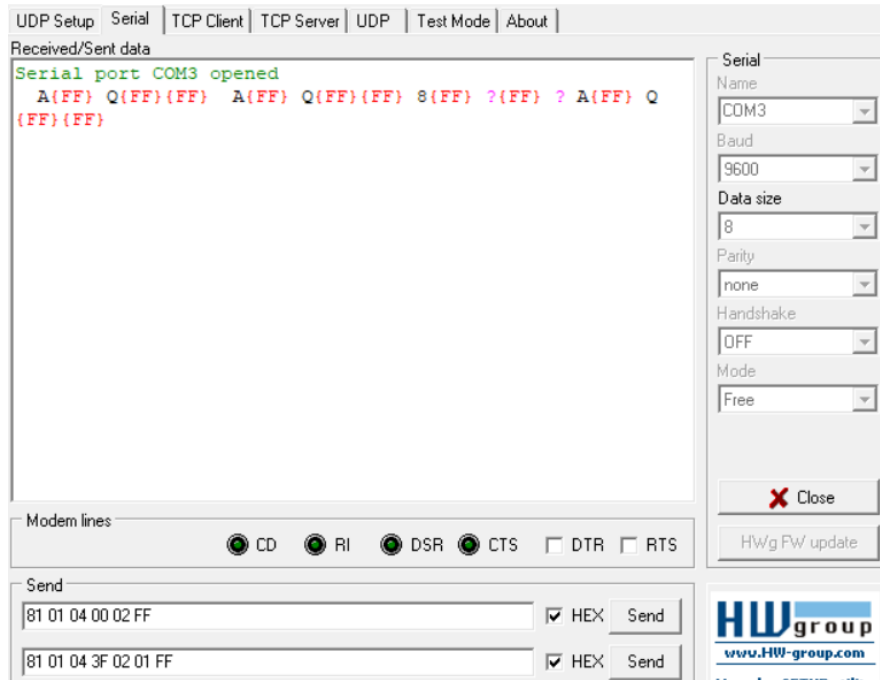 UDP Setup Serial TCP Client TCP Server UDP Test Mode About
Received/Sent data
Serial port COM3 opened
A{FF} Q{FF}{FF} A{FF} Q{FF}{FF} 8{FF} ?{FF} ? A{FF} Q
{FF}{FF}
Serial
Name
COM3
Baud
9600
Data size
8
Parity
none
Handshake
OFF
Mode
Free
Close
HWg FW update
Modem lines
CD RI DSR CTS DTR RTS
Send
81 01 04 00 02 FF HEX Send
81 01 04 3F 02 01 FF HEX Send
HW group
www.HW-group.com